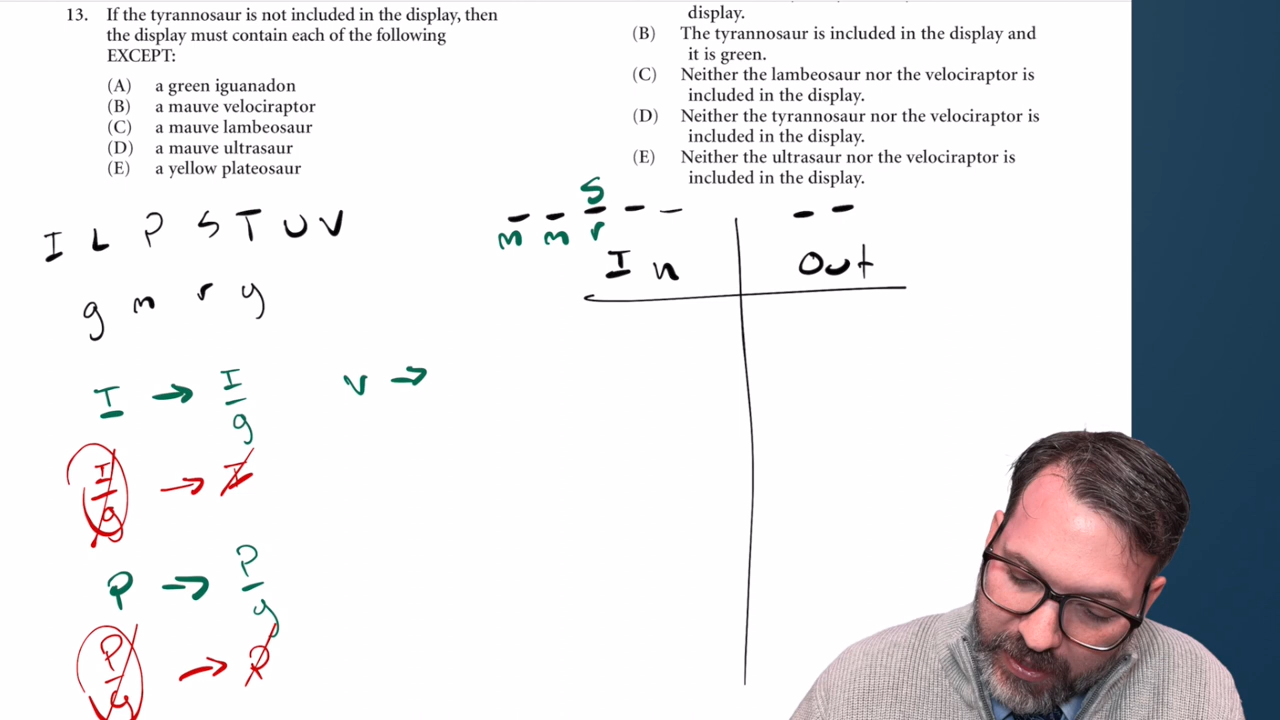 13. If the tyrannosaur is not included in the display, then
the display must contain each of the following
EXCEPT:
(A) a green iguanadon
(B) a mauve velociraptor
(C) a mauve lambeosaur
(D) a mauve ultrasaur
(E) a yellow plateosaur
display.
(B) The tyrannosaur is included in the display and
it is green.
(C) Neither the lambeosaur nor the velociraptor is
included in the display.
(D) Neither the tyrannosaur nor the velociraptor is
included in the display.
(E) Neither the ultrasaur nor the velociraptor is
included in the display.
I L P S T U V
g m r y
S
m m r
In Out
I → I
g
V →
I
g → I
P → P
y
P
y → P